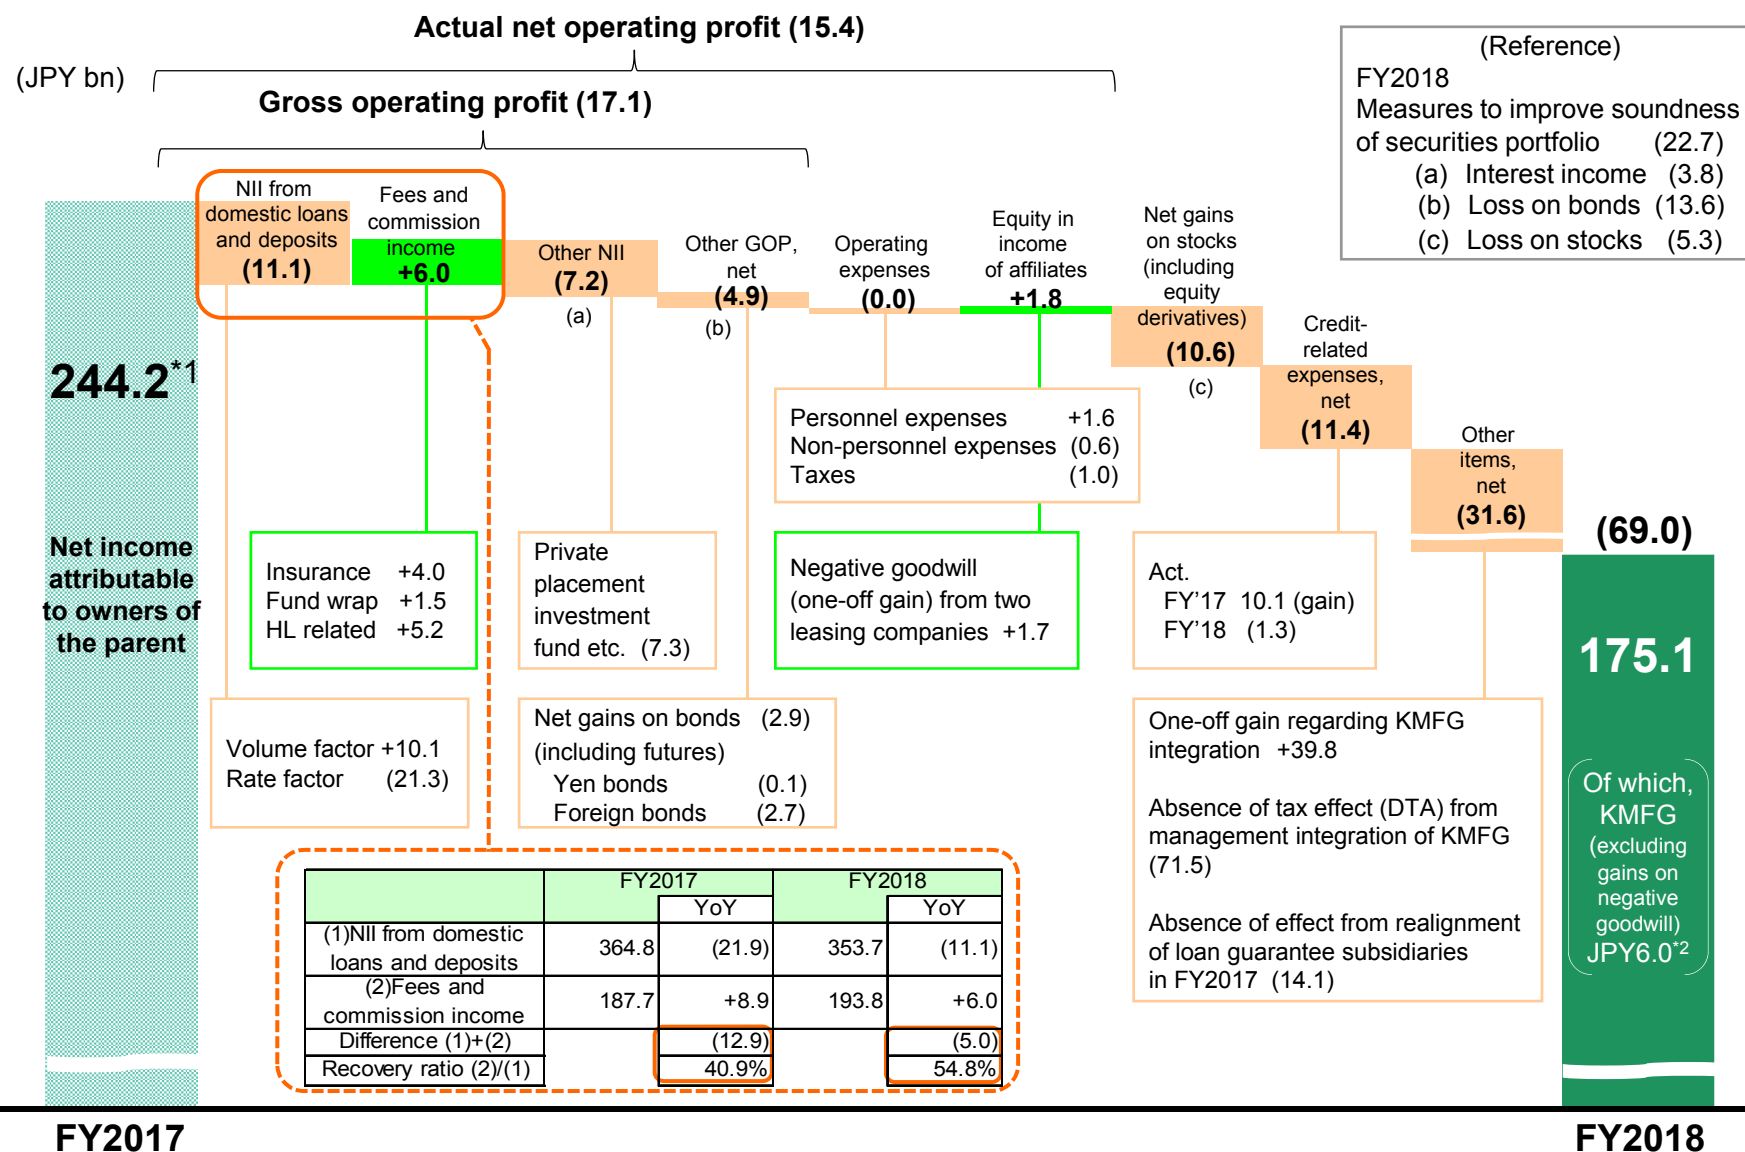 Actual net operating profit (15.4)
(JPY bn)
Gross operating profit (17.1)
(Reference)
FY2018
Measures to improve soundness
of securities portfolio (22.7)
(a) Interest income (3.8)
(b) Loss on bonds (13.6)
(c) Loss on stocks (5.3)
NII from
domestic loans
and deposits
(11.1)
Fees and
commission
income
+6.0
Other NII
(7.2)
(a)
Other GOP,
net
(4.9)
(b)
Operating
expenses
(0.0)
Equity in
income
of affiliates
+1.8
Net gains
on stocks
(including
equity
derivatives)
(10.6)
(c)
Credit-
related
expenses,
net
(11.4)
Other
items,
net
(31.6)
244.2*1
Net income
attributable
to owners of
the parent
Personnel expenses +1.6
Non-personnel expenses (0.6)
Taxes (1.0)
Insurance +4.0
Fund wrap +1.5
HL related +5.2
Private
placement
investment
fund etc. (7.3)
Negative goodwill
(one-off gain) from two
leasing companies +1.7
Act.
FY'17 10.1 (gain)
FY'18 (1.3)
(69.0)
175.1
Of which,
KMFG
(excluding
gains on
negative
goodwill)
JPY6.0*2
Volume factor +10.1
Rate factor (21.3)
Net gains on bonds (2.9)
(including futures)
Yen bonds (0.1)
Foreign bonds (2.7)
One-off gain regarding KMFG
integration +39.8
Absence of tax effect (DTA) from
management integration of KMFG
(71.5)
Absence of effect from realignment
of loan guarantee subsidiaries
in FY2017 (14.1)
FY2017 FY2018
YoY YoY
(1)NII from domestic
loans and deposits 364.8 (21.9) 353.7 (11.1)
(2)Fees and
commission income 187.7 +8.9 193.8 +6.0
Difference (1)+(2) (12.9) (5.0)
Recovery ratio (2)/(1) 40.9% 54.8%
FY2017
FY2018